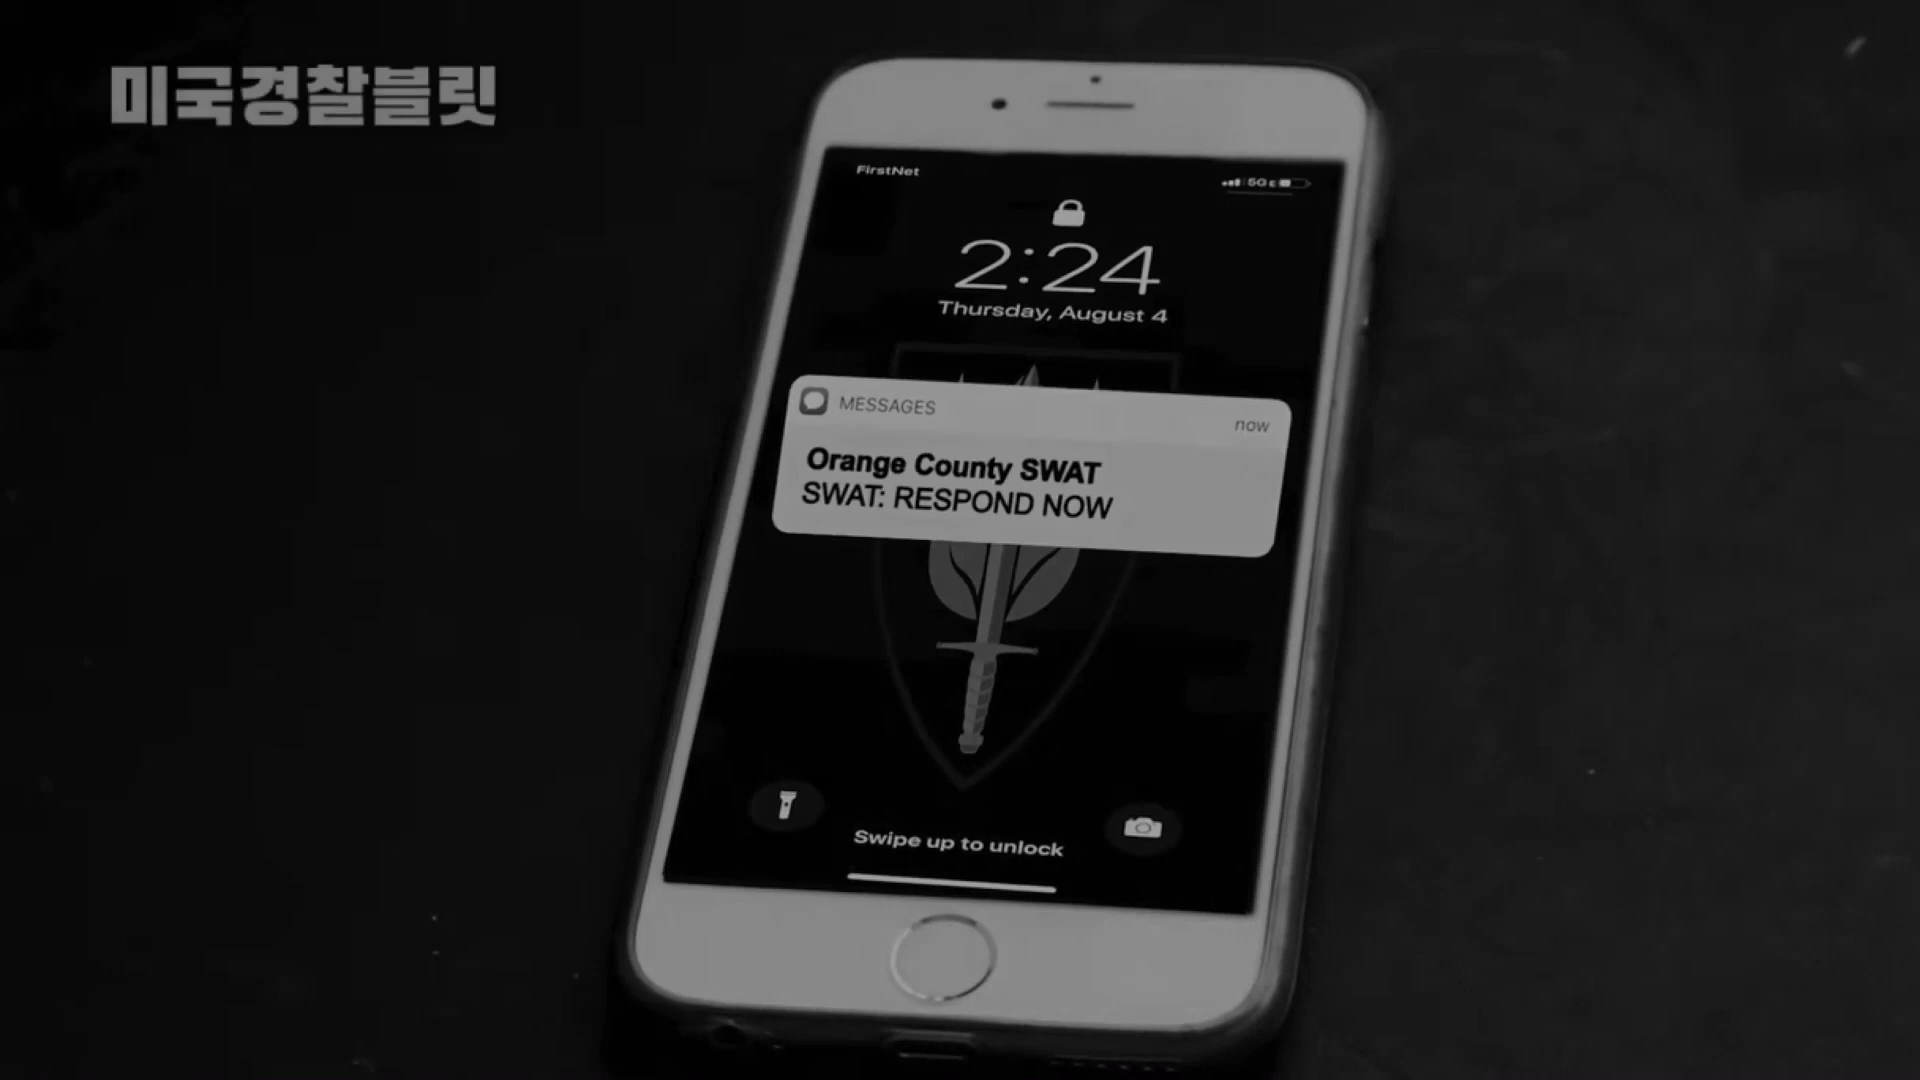 미국경찰블릿
FirstNet
5G E
2:24
Thursday, August 4
MESSAGES
now
Orange County SWAT
SWAT: RESPOND NOW
Swipe up to unlock